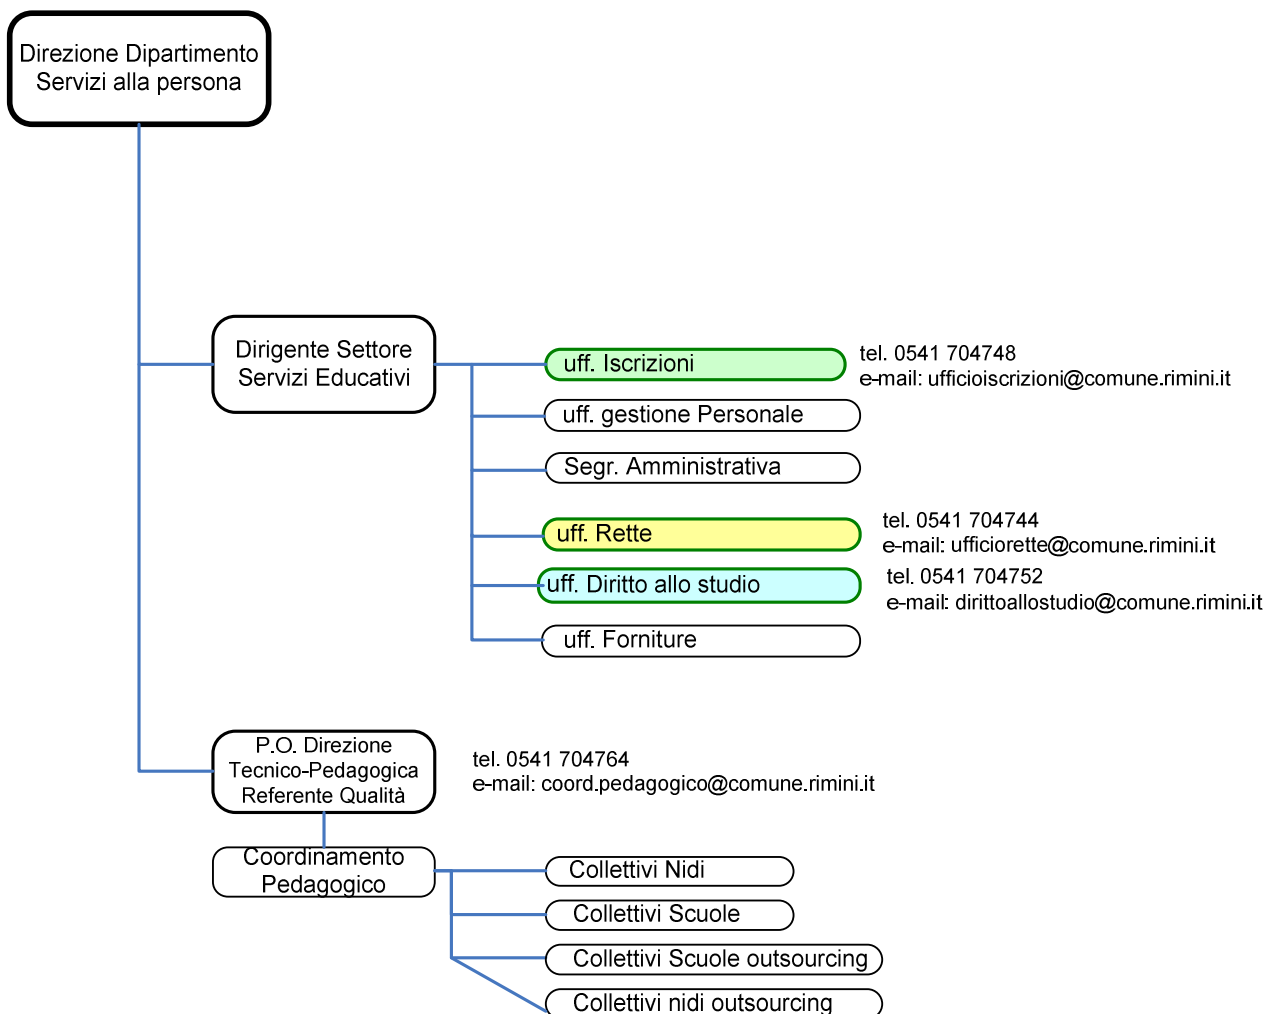 Direzione Dipartimento
Servizi alla persona
Dirigente Settore
Servizi Educativi
uff. Iscrizioni
tel. 0541 704748
e-mail: ufficioiscrizioni@comune.rimini.it
uff. gestione Personale
Segr. Amministrativa
uff. Rette
tel. 0541 704744
e-mail: ufficiorette@comune.rimini.it
uff. Diritto allo studio
tel. 0541 704752
e-mail: dirittoallostudio@comune.rimini.it
uff. Forniture
P.O. Direzione
Tecnico-Pedagogica
Referente Qualità
tel. 0541 704764
e-mail: coord.pedagogico@comune.rimini.it
Coordinamento
Pedagogico
Collettivi Nidi
Collettivi Scuole
Collettivi Scuole outsourcing
Collettivi nidi outsourcing